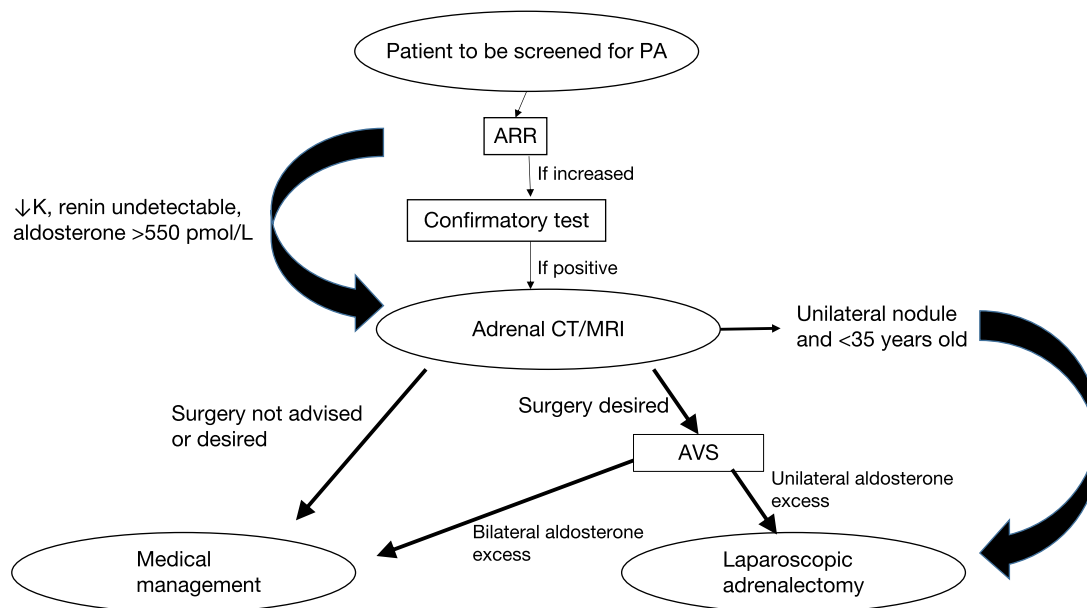 Patient to be screened for PA
ARR
If increased
↓K, renin undetectable,
aldosterone >550 pmol/L
Confirmatory test
If positive
Adrenal CT/MRI
Unilateral nodule
and <35 years old
Surgery not advised
or desired
Surgery desired
AVS
Unilateral aldosterone
excess
Bilateral aldosterone
excess
Medical
management
Laparoscopic
adrenalectomy